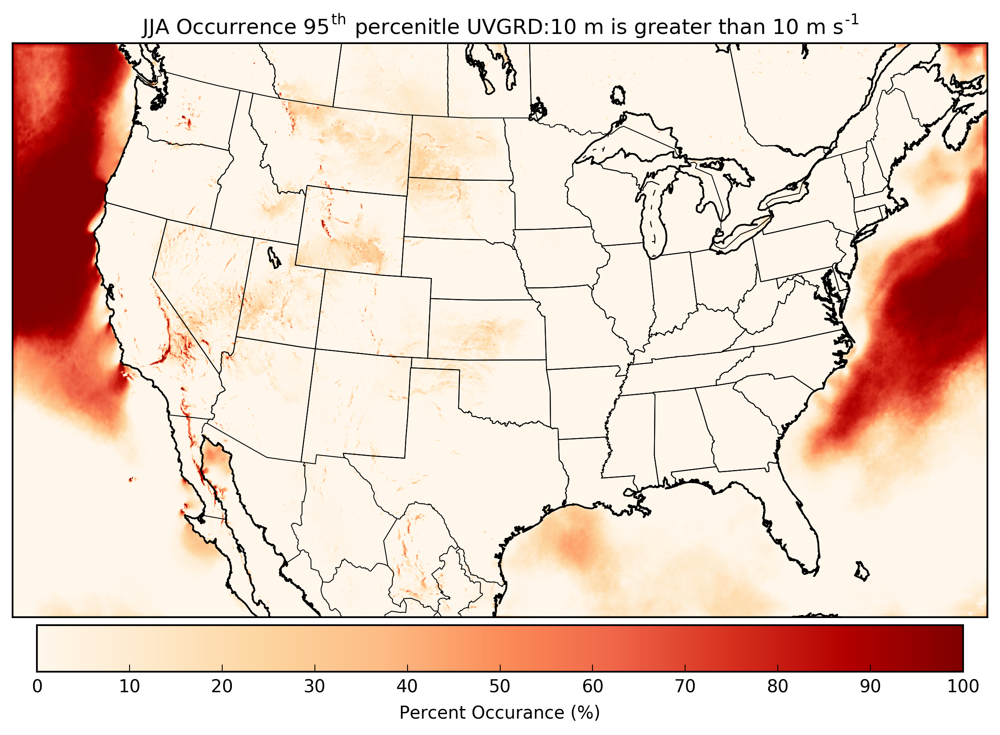 JJA Occurrence 95th percenitle UVGRD:10 m is greater than 10 m s-1
0 10 20 30 40 50 60 70 80 90 100
Percent Occurance (%)